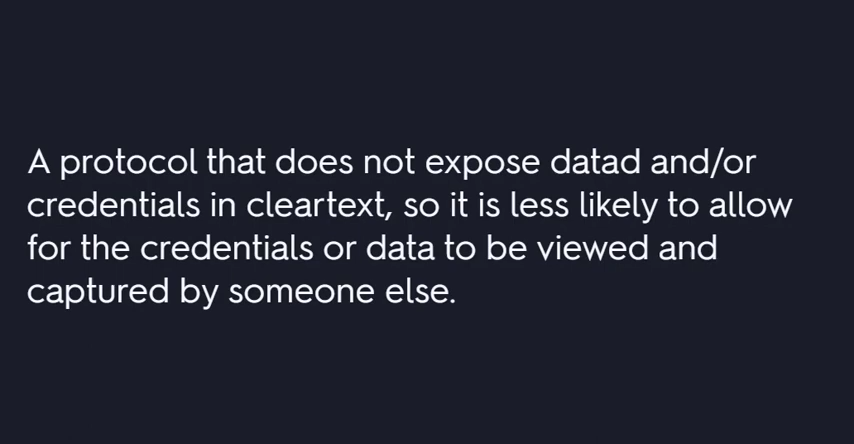 A protocol that does not expose datad and/or
credentials in cleartext, so it is less likely to allow
for the credentials or data to be viewed and
captured by someone else.